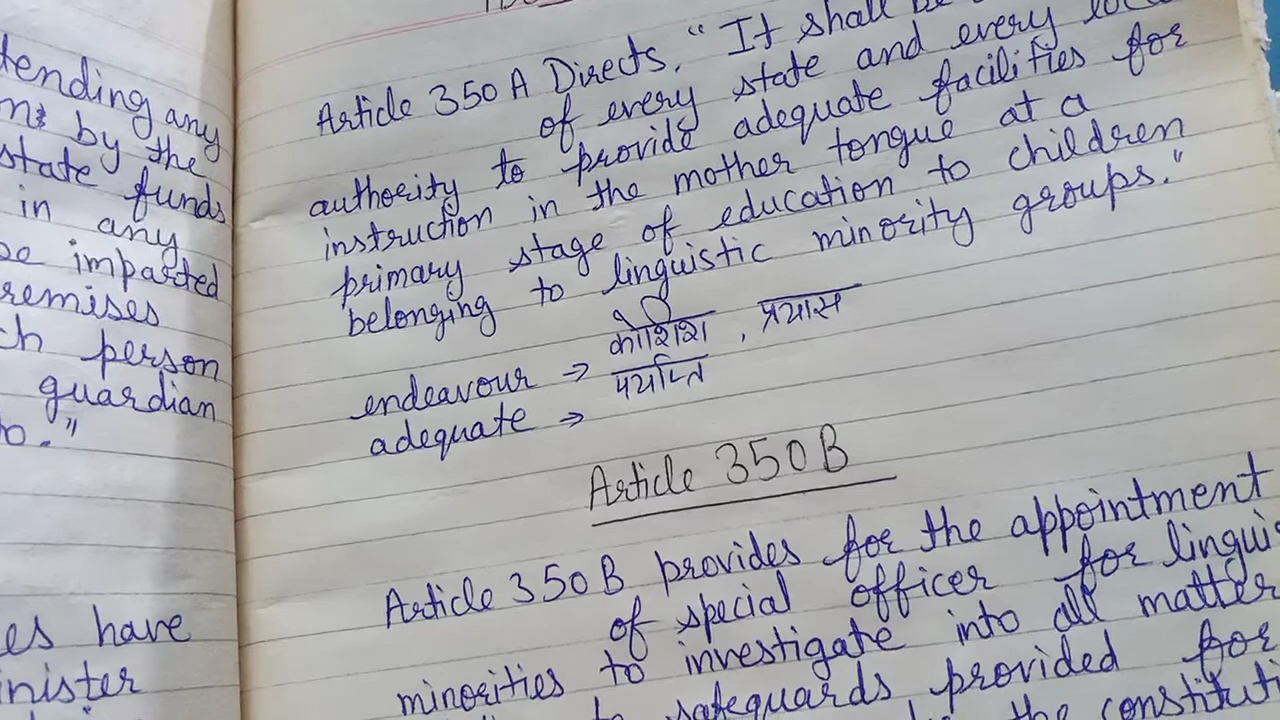 tending any
by the
state funds
in any
be imparted
remises
ch person
guardian
to."
es have
nister
Article 350 A Directs, "It shall be
of every state and every
authority to provide adequate facilities for
instruction in the mother tongue at a
primary stage of education to children
belonging to linguistic minority groups."
endeavour → कोशिश, प्रयास
adequate → पर्याप्त
Article 350 B
Article 350 B provides for the appointment
of special officer for lingui
minorities to investigate into all matter
safeguards provided for
the constituti